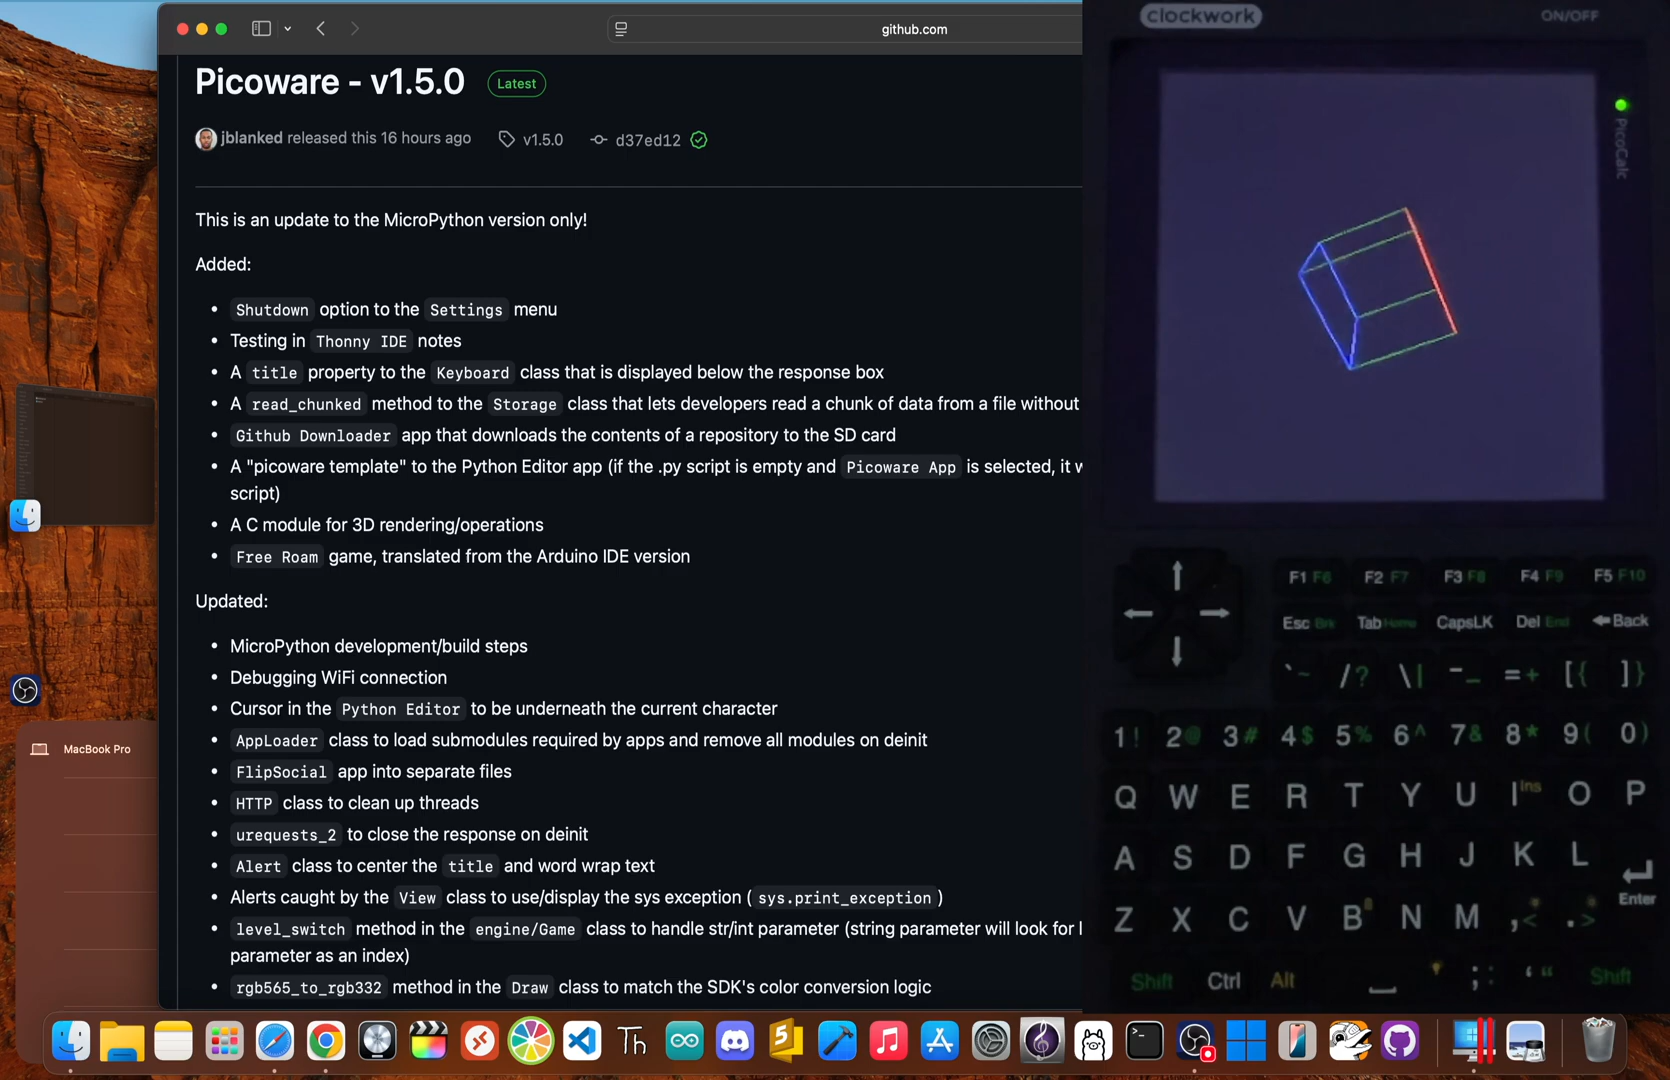 github.com
Picoware - v1.5.0 Latest
jblanked released this 16 hours ago v1.5.0 d37ed12
This is an update to the MicroPython version only!
Added:
• Shutdown option to the Settings menu
• Testing in Thonny IDE notes
• A title property to the Keyboard class that is displayed below the response box
• A read_chunked method to the Storage class that lets developers read a chunk of data from a file without
• Github Downloader app that downloads the contents of a repository to the SD card
• A "picoware template" to the Python Editor app (if the .py script is empty and Picoware App is selected, it
script)
• A C module for 3D rendering/operations
• Free Roam game, translated from the Arduino IDE version
Updated:
• MicroPython development/build steps
• Debugging WiFi connection
• Cursor in the Python Editor to be underneath the current character
• AppLoader class to load submodules required by apps and remove all modules on deinit
• FlipSocial app into separate files
• HTTP class to clean up threads
• urequests_2 to close the response on deinit
• Alert class to center the title and word wrap text
• Alerts caught by the View class to use/display the sys exception ( sys.print_exception )
• level_switch method in the engine/Game class to handle str/int parameter (string parameter will look for
parameter as an index)
• rgb565_to_rgb332 method in the Draw class to match the SDK's color conversion logic
MacBook Pro
clockwork ON/OFF
PicoCalc
F1 F6 F2 F7 F3 F8 F4 F9 F5 F10
Esc Brk Tab Home CapsLK Del End Back
` ~ / ? \ | - _ = + [ { ] }
1 ! 2 @ 3 # 4 $ 5 % 6 ^ 7 & 8 * 9 ( 0 )
Q W E R T Y U I Ins O P
A S D F G H J K L
Enter
Z X C V B N M , < . >
Shift Ctrl Alt ; : ' " Shift
Th
5